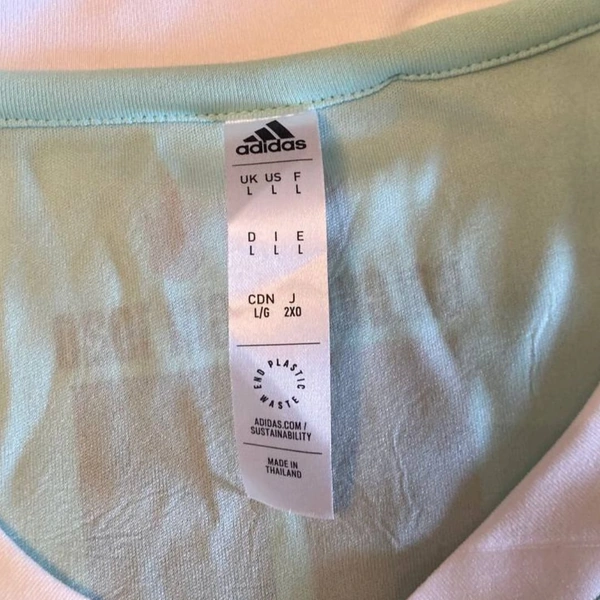 adidas
UK US F
L L L
D I E
L L L
CDN J
L/G 2XO
END PLASTIC WASTE
ADIDAS.COM/
SUSTAINABILITY
MADE IN
THAILAND